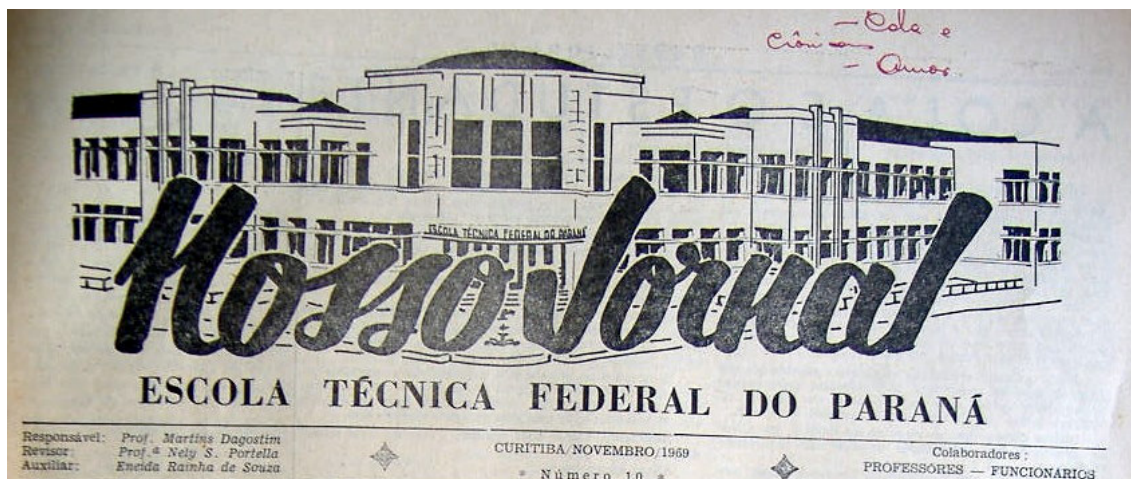 - Cola e
Crônicas
- Amor
ESCOLA TÉCNICA FEDERAL DO PARANÁ
Nosso Jornal
ESCOLA TÉCNICA FEDERAL DO PARANÁ
Responsável: Prof. Martins Dagostim
Revisor: Prof.ª Nely S. Portella
Auxiliar: Eneida Rainha de Souza
CURITIBA/NOVEMBRO/1969
* Número 10 *
Colaboradores:
PROFESSÔRES — FUNCIONÁRIOS